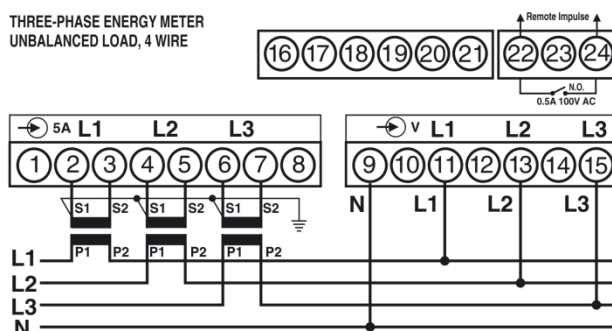 THREE-PHASE ENERGY METER
UNBALANCED LOAD, 4 WIRE
Remote Impulse
16 17 18 19 20 21 22 23 24
N.O.
0.5A 100V AC
5A L1 L2 L3
V L1 L2 L3
1 2 3 4 5 6 7 8
9 10 11 12 13 14 15
N L1 L2 L3
S1 S2 S1 S2 S1 S2
P1 P2 P1 P2 P1 P2
L1
L2
L3
N